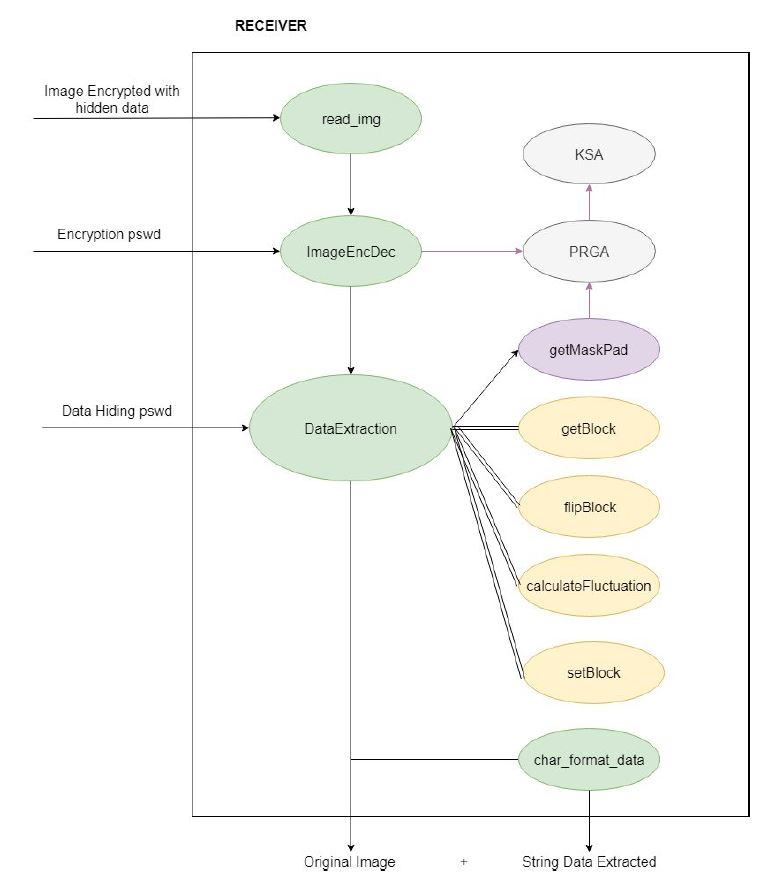 RECEIVER
Image Encrypted with
hidden data
read_img
KSA
Encryption pswd
ImageEncDec
PRGA
getMaskPad
Data Hiding pswd
DataExtraction
getBlock
flipBlock
calculateFluctuation
setBlock
char_format_data
Original Image + String Data Extracted